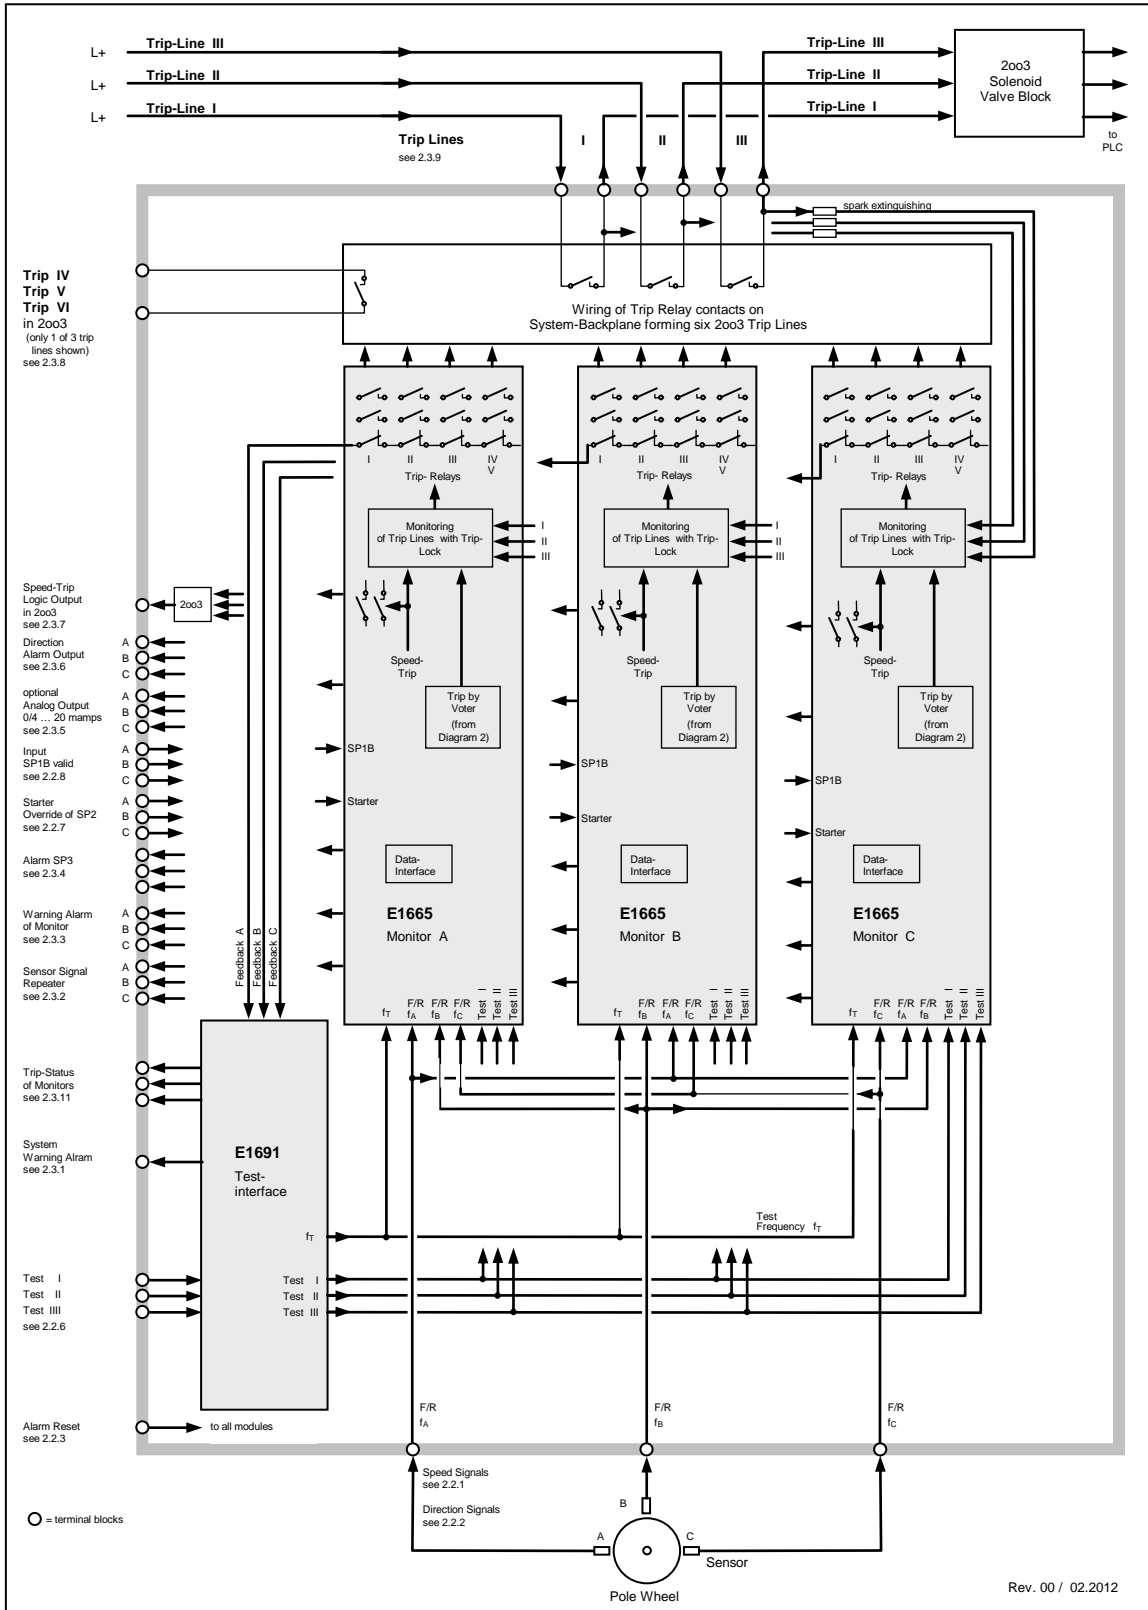 L+
Trip-Line III
Trip-Line III
2oo3
Solenoid
Valve Block
L+
Trip-Line II
Trip-Line II
L+
Trip-Line I
Trip-Line I
to
PLC
Trip Lines
see 2.3.9
I
II
III
spark extinguishing
Trip IV
Trip V
Trip VI
in 2oo3
(only 1 of 3 trip
lines shown)
see 2.3.8
Wiring of Trip Relay contacts on
System-Backplane forming six 2oo3 Trip Lines
I
II
III
IV
V
Trip- Relays
Monitoring
of Trip Lines with Trip-
Lock
I
II
III
Speed-
Trip
Trip by
Voter
(from
Diagram 2)
SP1B
Starter
Data-
Interface
E1665
Monitor A
fT
F/R
fA
F/R
fB
F/R
fC
Test I
Test II
Test III
I
II
III
IV
V
Trip- Relays
Monitoring
of Trip Lines with Trip-
Lock
I
II
III
Speed-
Trip
Trip by
Voter
(from
Diagram 2)
SP1B
Starter
Data-
Interface
E1665
Monitor B
fT
F/R
fB
F/R
fA
F/R
fC
Test I
Test II
Test III
I
II
III
IV
V
Trip- Relays
Monitoring
of Trip Lines with Trip-
Lock
Speed-
Trip
Trip by
Voter
(from
Diagram 2)
SP1B
Starter
Data-
Interface
E1665
Monitor C
fT
F/R
fC
F/R
fA
F/R
fB
Test I
Test II
Test III
Speed-Trip
Logic Output
in 2oo3
see 2.3.7
2oo3
Direction
Alarm Output
see 2.3.6
A
B
C
optional
Analog Output
0/4 … 20 mamps
see 2.3.5
A
B
C
Input
SP1B valid
see 2.2.8
A
B
C
Starter
Override of SP2
see 2.2.7
A
B
C
Alarm SP3
see 2.3.4
Warning Alarm
of Monitor
see 2.3.3
A
B
C
Sensor Signal
Repeater
see 2.3.2
A
B
C
Feedback A
Feedback B
Feedback C
Trip-Status
of Monitors
see 2.3.11
System
Warning Alram
see 2.3.1
E1691
Test-
interface
fT
Test
Frequency fT
Test I
Test II
Test IIII
see 2.2.6
Test I
Test II
Test III
Alarm Reset
see 2.2.3
to all modules
F/R
fA
F/R
fB
F/R
fC
Speed Signals
see 2.2.1
Direction Signals
see 2.2.2
= terminal blocks
B
A
C
Sensor
Pole Wheel
Rev. 00 / 02.2012